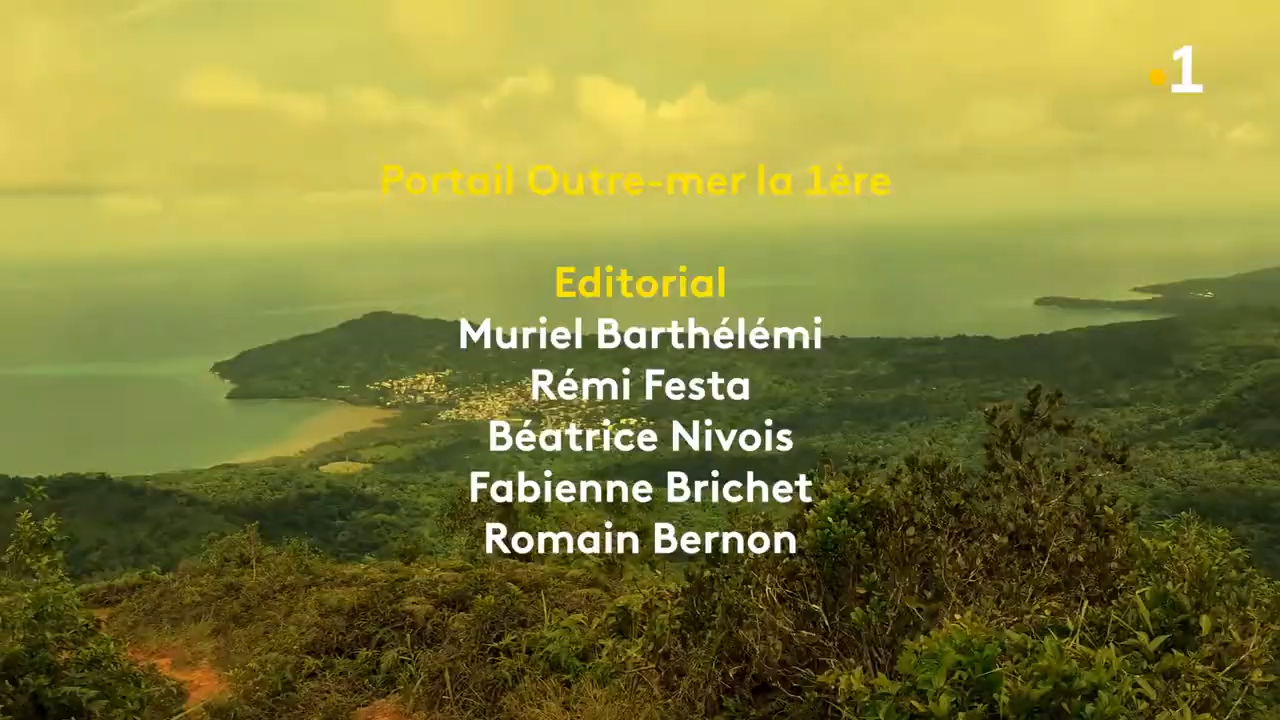 1
Portail Outre-mer la 1ère
Editorial
Muriel Barthélémi
Rémi Festa
Béatrice Nivois
Fabienne Brichet
Romain Bernon